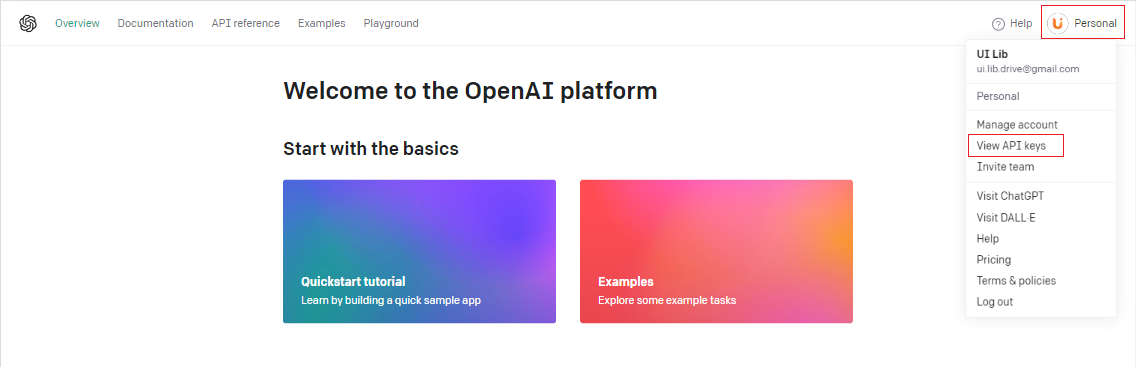 Overview Documentation API reference Examples Playground Help Personal
UI Lib
ui.lib.drive@gmail.com
Personal
Manage account
View API keys
Invite team
Visit ChatGPT
Visit DALL·E
Help
Pricing
Terms & policies
Log out
Welcome to the OpenAI platform
Start with the basics
Quickstart tutorial
Learn by building a quick sample app
Examples
Explore some example tasks